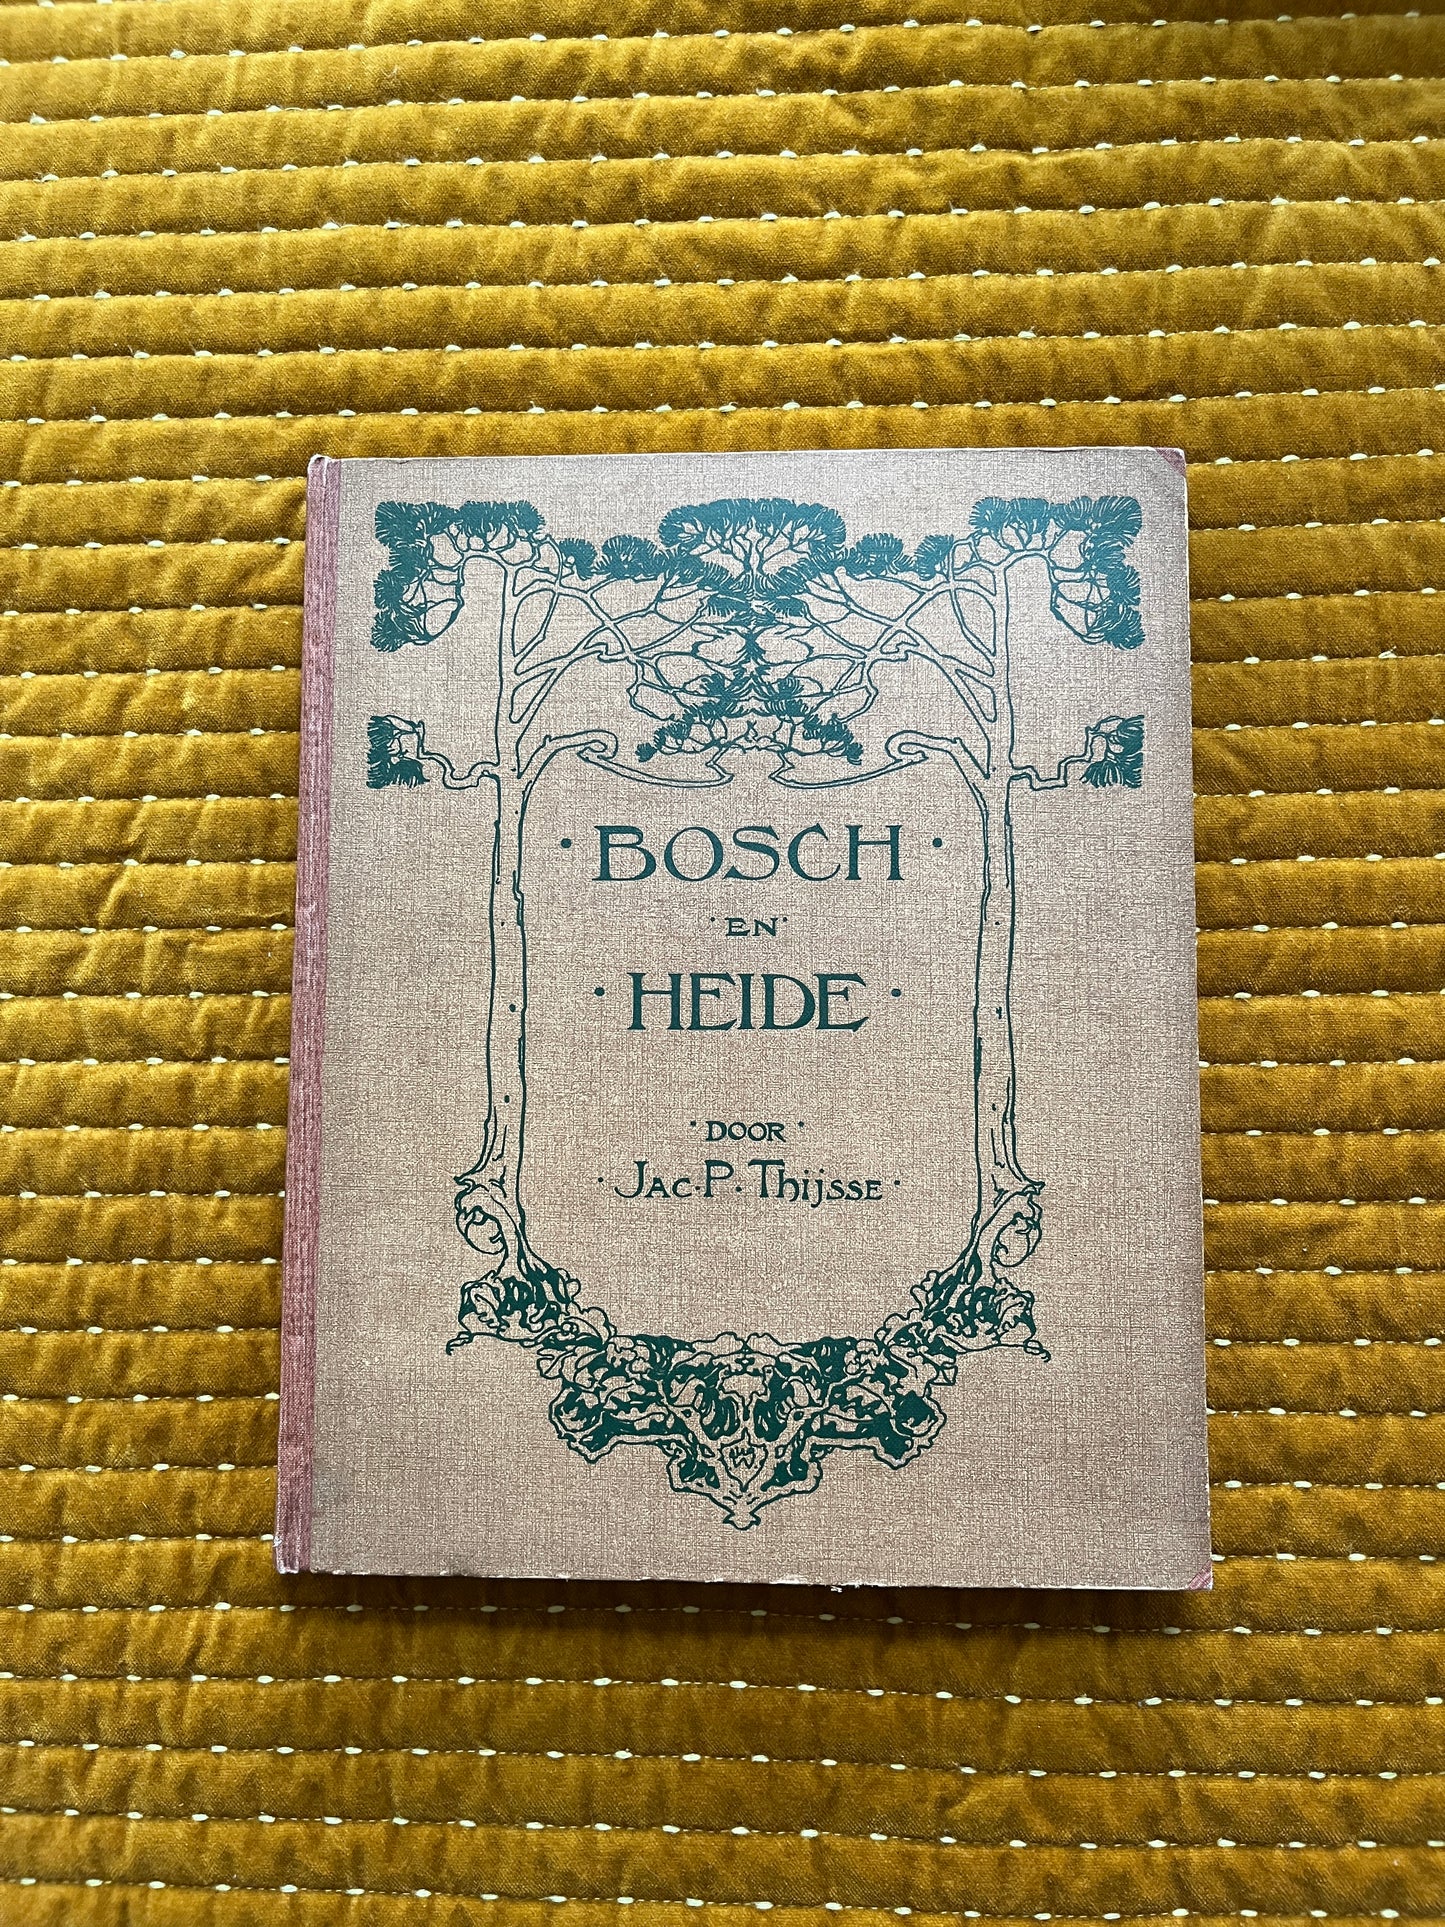 · BOSCH ·
· EN ·
· HEIDE ·
· DOOR ·
· JAC · P · THIJSSE ·